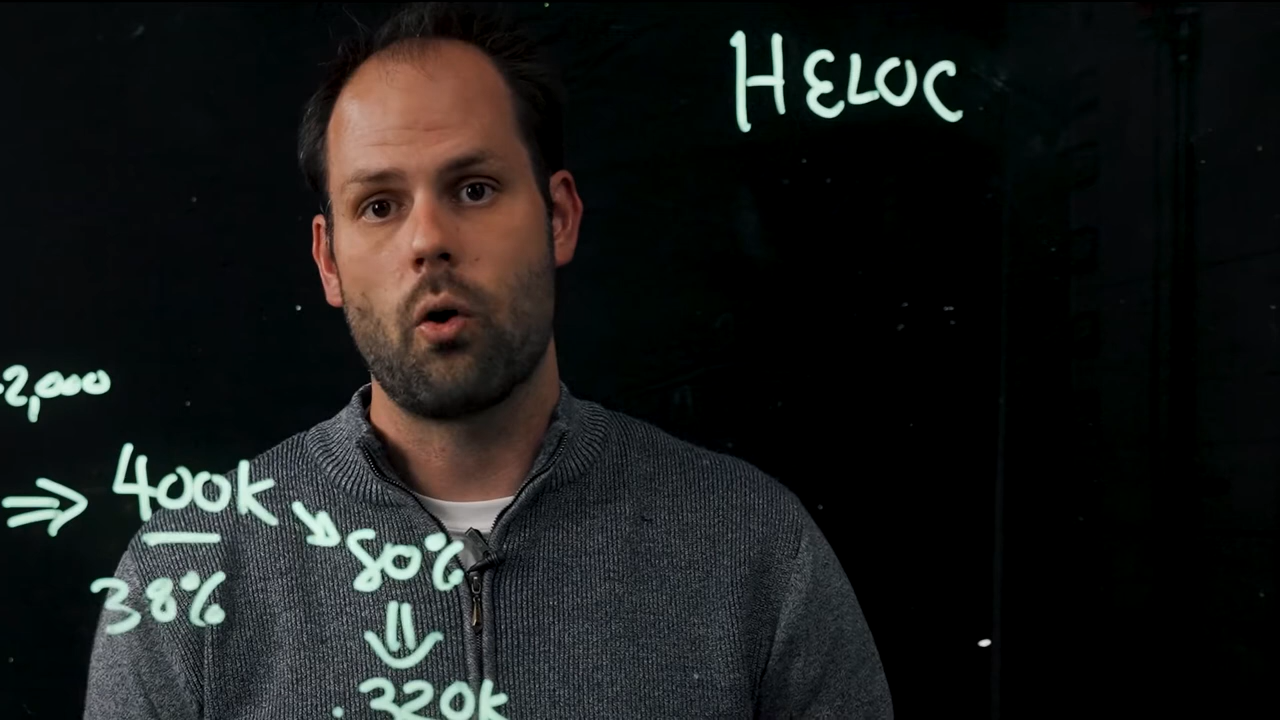 HELOC
2,000
⇒ 400k ↘ 80%
38%
⇓
320k